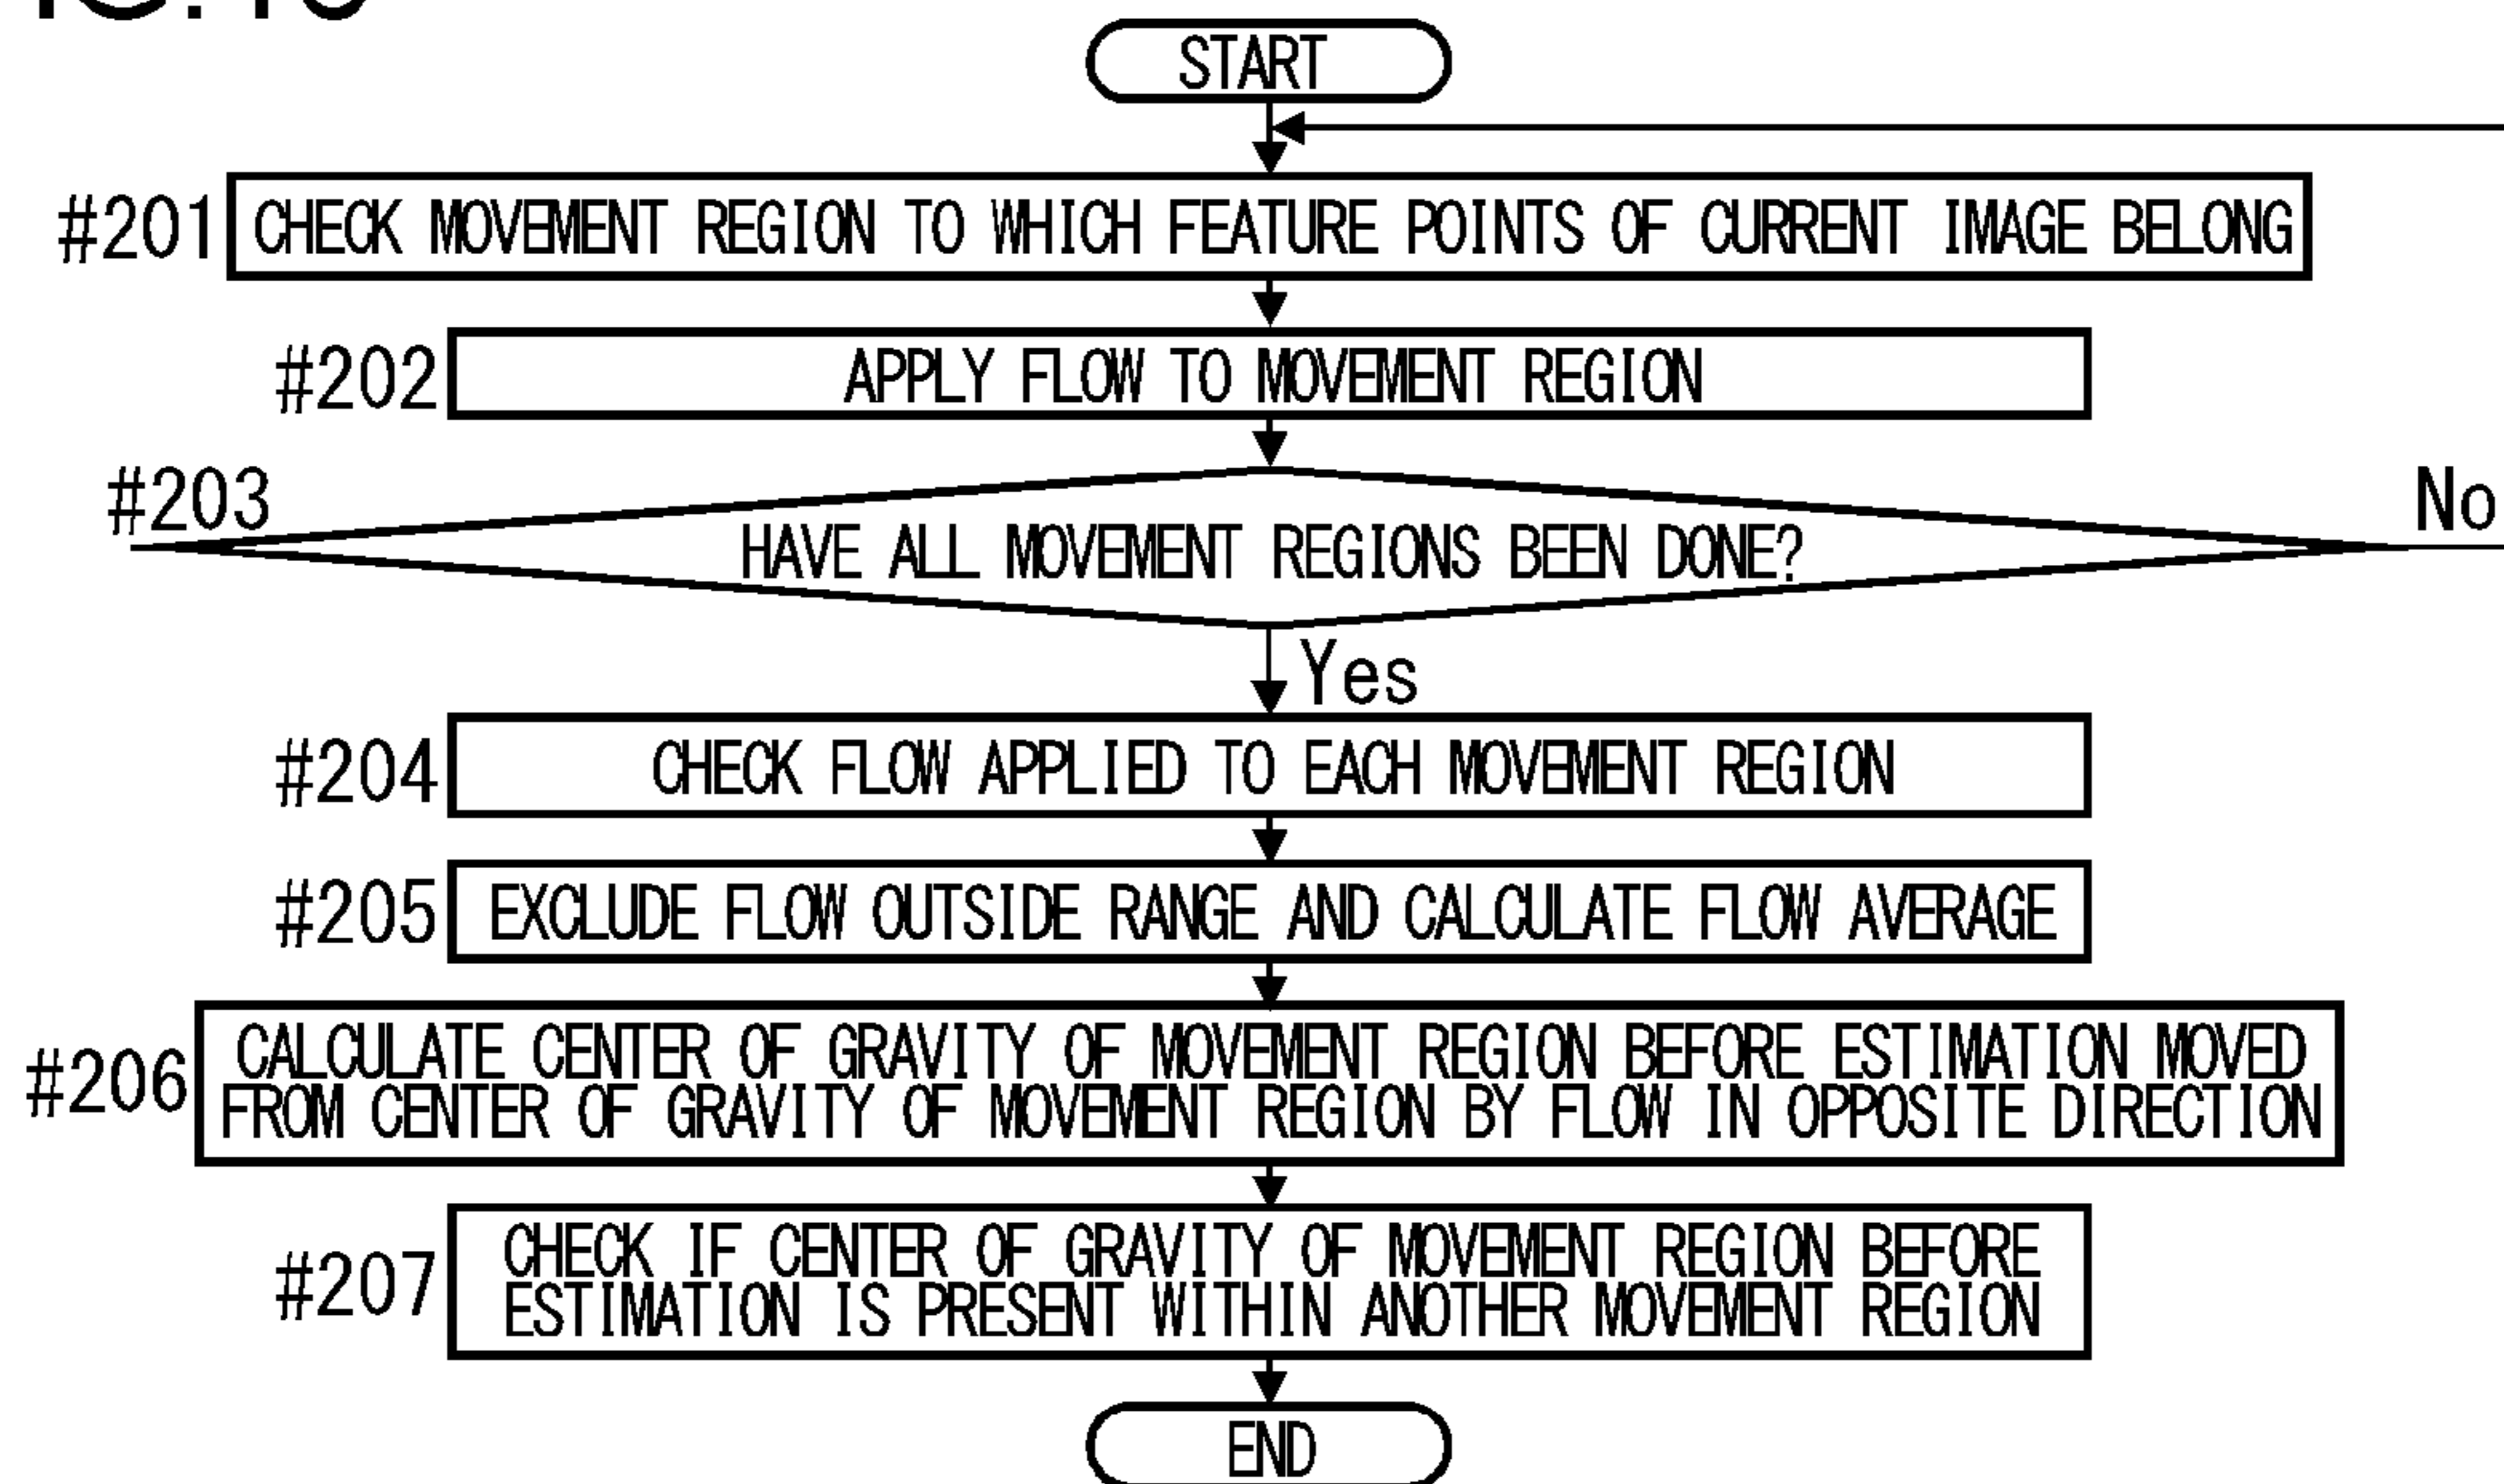 START
#201 CHECK MOVEMENT REGION TO WHICH FEATURE POINTS OF CURRENT IMAGE BELONG
#202 APPLY FLOW TO MOVEMENT REGION
#203 HAVE ALL MOVEMENT REGIONS BEEN DONE?
No
Yes
#204 CHECK FLOW APPLIED TO EACH MOVEMENT REGION
#205 EXCLUDE FLOW OUTSIDE RANGE AND CALCULATE FLOW AVERAGE
#206 CALCULATE CENTER OF GRAVITY OF MOVEMENT REGION BEFORE ESTIMATION MOVED
FROM CENTER OF GRAVITY OF MOVEMENT REGION BY FLOW IN OPPOSITE DIRECTION
#207 CHECK IF CENTER OF GRAVITY OF MOVEMENT REGION BEFORE
ESTIMATION IS PRESENT WITHIN ANOTHER MOVEMENT REGION
END